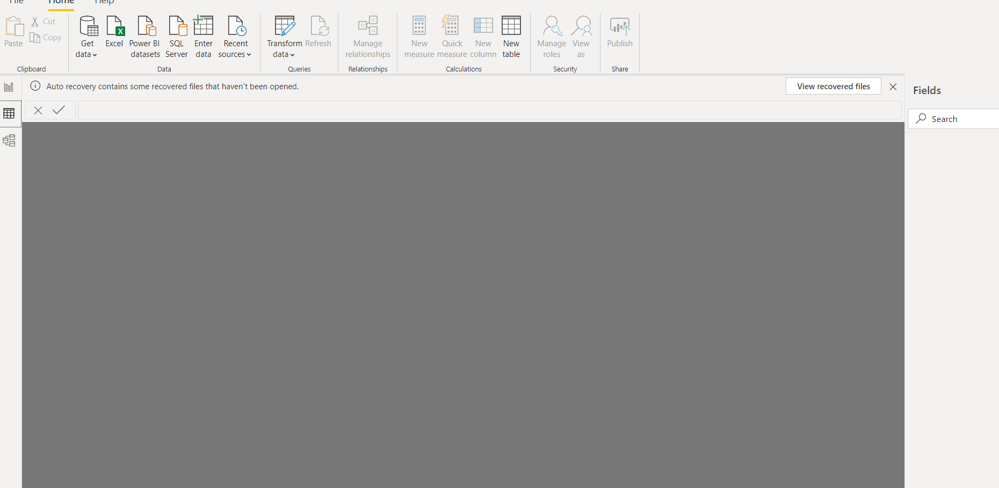 File Home Help
Paste
Cut
Copy
Clipboard
Get
data
Excel
Power BI
datasets
SQL
Server
Enter
data
Recent
sources
Data
Transform
data
Refresh
Queries
Manage
relationships
Relationships
New
measure
Quick
measure
New
column
New
table
Calculations
Manage
roles
View
as
Security
Publish
Share
Auto recovery contains some recovered files that haven't been opened.
View recovered files
Fields
Search